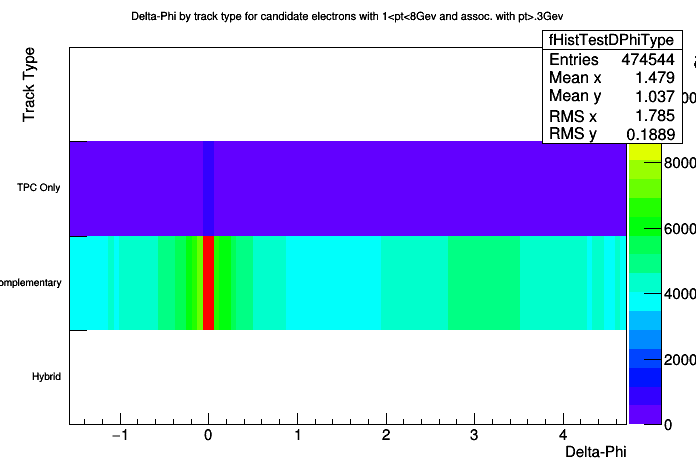 Delta-Phi by track type for candidate electrons with 1<pt<8Gev and assoc. with pt>.3Gev
fHistTestDPhiType
Entries 474544
Mean x 1.479
Mean y 1.037
RMS x 1.785
RMS y 0.1889
Track Type
TPC Only
omplementary
Hybrid
8000
6000
4000
2000
0
−1 0 1 2 3 4
Delta-Phi